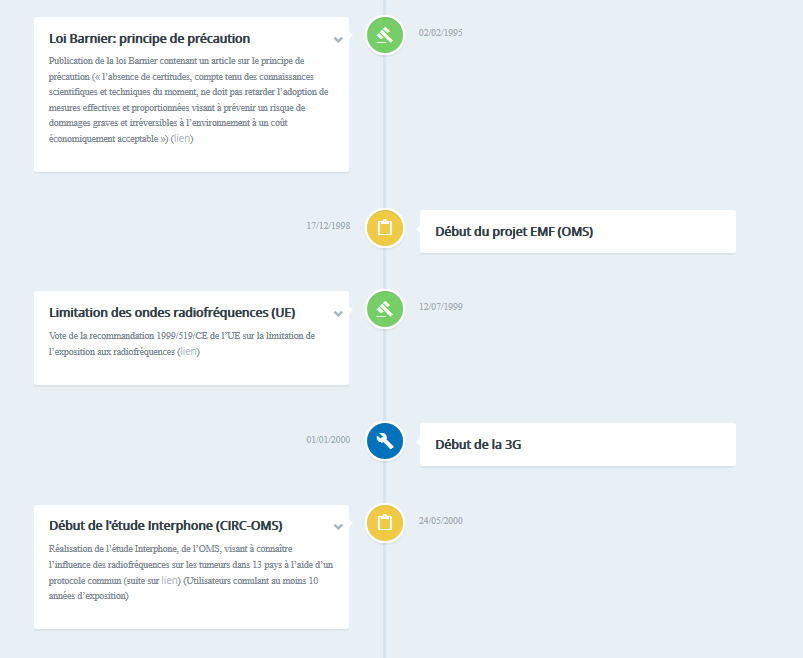 Loi Barnier: principe de précaution
02/02/1995
Publication de la loi Barnier contenant un article sur le principe de
précaution (« l’absence de certitudes, compte tenu des connaissances
scientifiques et techniques du moment, ne doit pas retarder l’adoption de
mesures effectives et proportionnées visant à prévenir un risque de
dommages graves et irréversibles à l’environnement à un coût
économiquement acceptable ») (lien)
17/12/1998
Début du projet EMF (OMS)
Limitation des ondes radiofréquences (UE)
12/07/1999
Vote de la recommandation 1999/519/CE de l’UE sur la limitation de
l’exposition aux radiofréquences (lien)
01/01/2000
Début de la 3G
Début de l'étude Interphone (CIRC-OMS)
24/05/2000
Réalisation de l’étude Interphone, de l’OMS, visant à connaître
l’influence des radiofréquences sur les tumeurs dans 13 pays à l’aide d’un
protocole commun (suite sur lien) (Utilisateurs comulant au moins 10
années d’exposition)